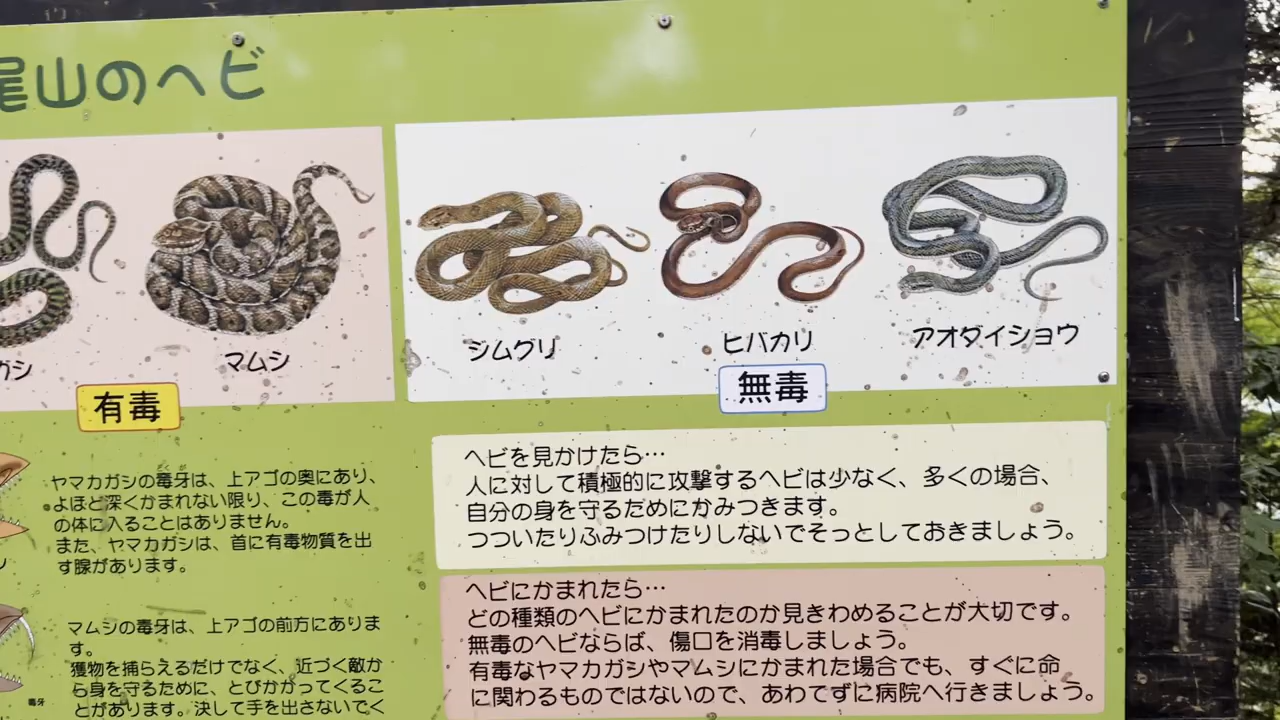 尾山のヘビ
ガシ
マムシ
有毒
ジムグリ
ヒバカリ
アオダイショウ
無毒
ヤマカガシの毒牙は、上アゴの奥にあり、
よほど深くかまれない限り、この毒が人
の体に入ることはありません。
また、ヤマカガシは、首に有毒物質を出
す腺があります。
マムシの毒牙は、上アゴの前方にありま
す。
獲物を捕らえるだけでなく、近づく敵か
ら身を守るために、とびかかってくるこ
とがあります。決して手を出さないでく
毒牙
ヘビを見かけたら…
人に対して積極的に攻撃するヘビは少なく、多くの場合、
自分の身を守るためにかみつきます。
つついたりふみつけたりしないでそっとしておきましょう。
ヘビにかまれたら…
どの種類のヘビにかまれたのか見きわめることが大切です。
無毒のヘビならば、傷口を消毒しましょう。
有毒なヤマカガシやマムシにかまれた場合でも、すぐに命
に関わるものではないので、あわてずに病院へ行きましょう。